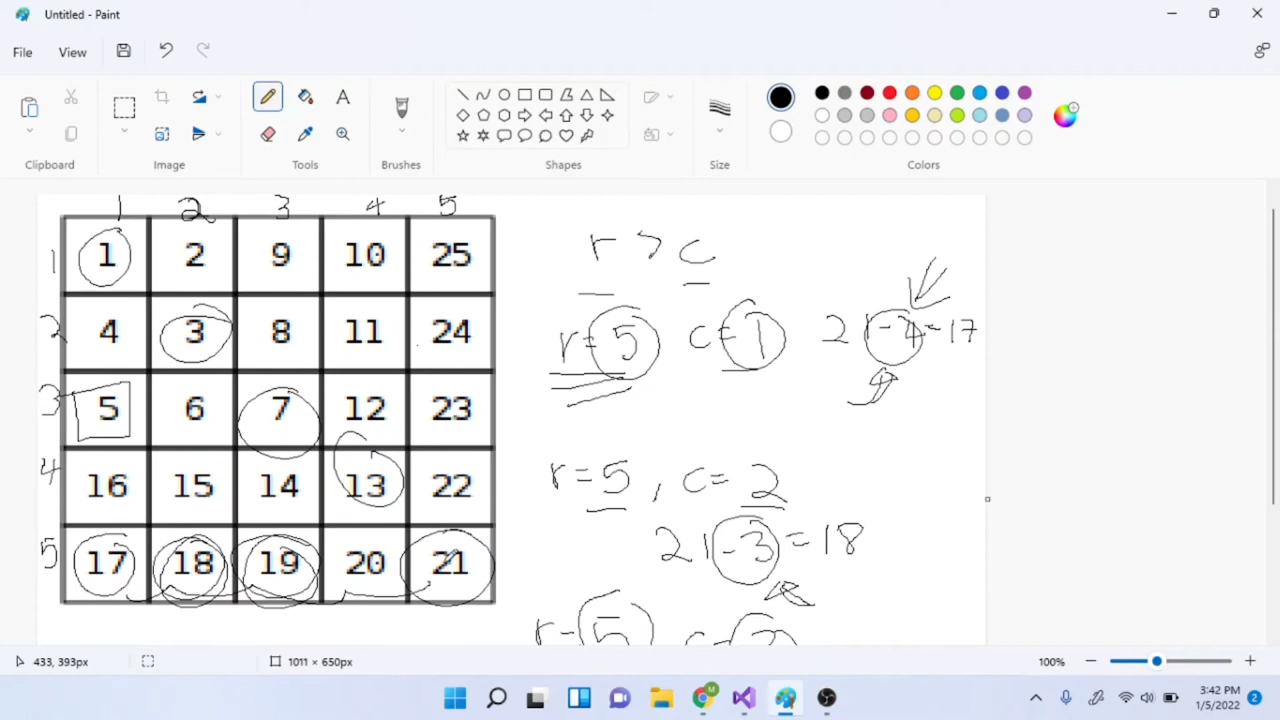 Untitled - Paint
File View
Clipboard Image Tools Brushes Shapes Size Colors
1 2 3 4 5
1 1 2 9 10 25
2 4 3 8 11 24
3 5 6 7 12 23
4 16 15 14 13 22
5 17 18 19 20 21
r > c
r = 5 c = 1 21 - 4 = 17
r = 5 , c = 2
21 - 3 = 18
433, 393px 1011 × 650px 100%
3:42 PM
1/5/2022
2